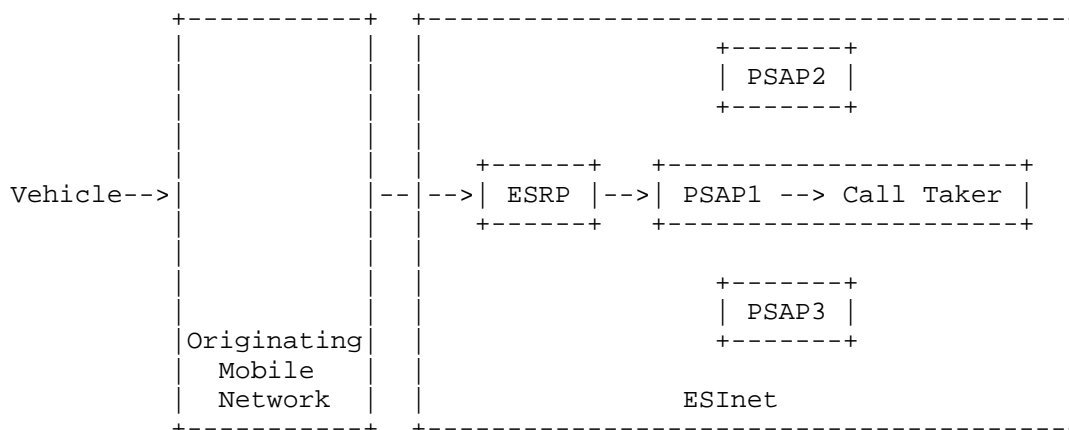 PSAP2
Vehicle--> -- --> ESRP --> PSAP1 --> Call Taker
PSAP3
Originating
Mobile
Network ESInet